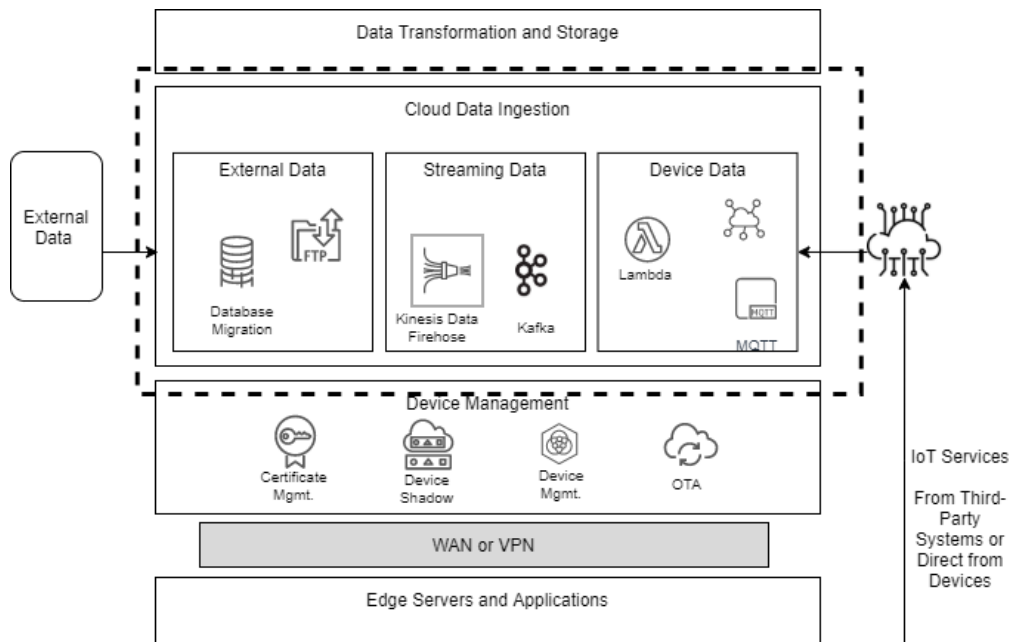 Data Transformation and Storage
Cloud Data Ingestion
External
Data
External Data
FTP
Database
Migration
Streaming Data
Kinesis Data
Firehose
Kafka
Device Data
Lambda
MQTT
MQTT
Device Management
Certificate
Mgmt.
Device
Shadow
Device
Mgmt.
OTA
IoT Services
From Third-
Party
Systems or
Direct from
Devices
WAN or VPN
Edge Servers and Applications